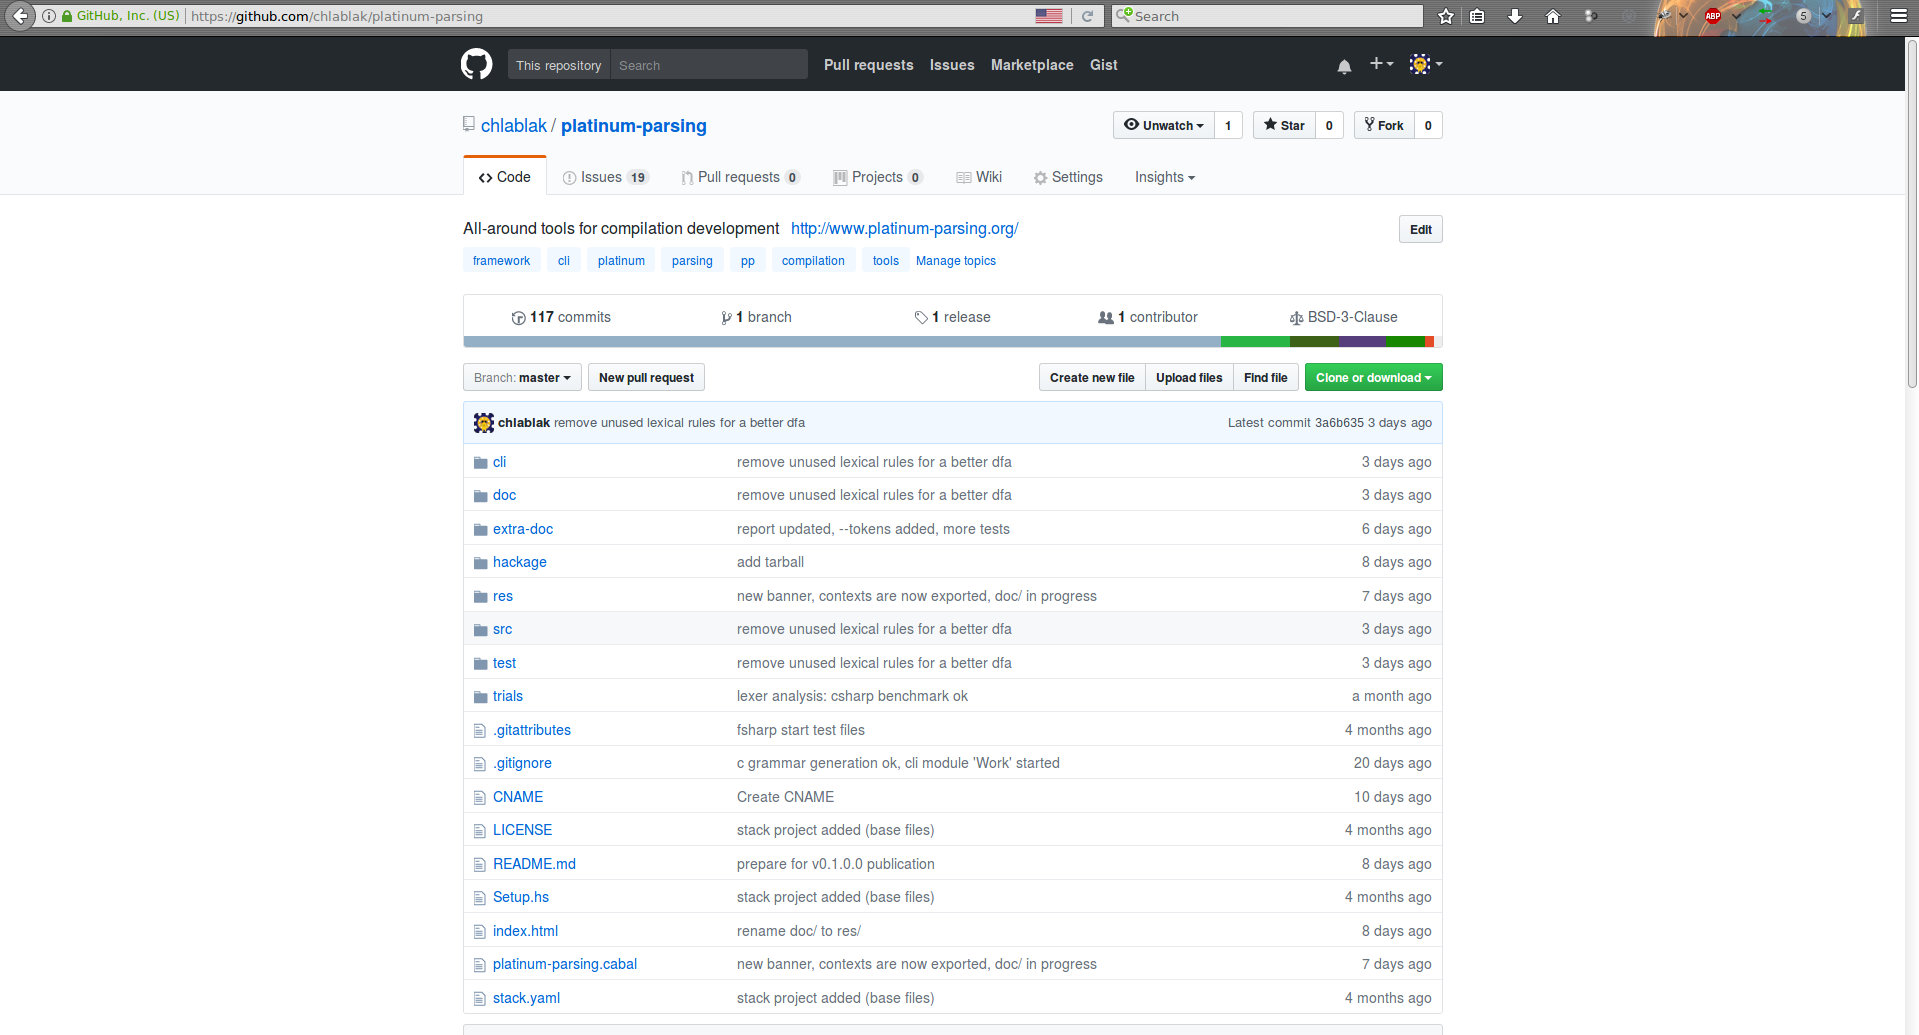 GitHub, Inc. (US) https://github.com/chlablak/platinum-parsing Search ABP 5
This repository Search Pull requests Issues Marketplace Gist
chlablak / platinum-parsing Unwatch 1 Star 0 Fork 0
Code Issues 19 Pull requests 0 Projects 0 Wiki Settings Insights
All-around tools for compilation development http://www.platinum-parsing.org/ Edit
framework cli platinum parsing pp compilation tools Manage topics
117 commits 1 branch 1 release 1 contributor BSD-3-Clause
Branch: master New pull request Create new file Upload files Find file Clone or download
chlablak remove unused lexical rules for a better dfa Latest commit 3a6b635 3 days ago
cli remove unused lexical rules for a better dfa 3 days ago
doc remove unused lexical rules for a better dfa 3 days ago
extra-doc report updated, --tokens added, more tests 6 days ago
hackage add tarball 8 days ago
res new banner, contexts are now exported, doc/ in progress 7 days ago
src remove unused lexical rules for a better dfa 3 days ago
test remove unused lexical rules for a better dfa 3 days ago
trials lexer analysis: csharp benchmark ok a month ago
.gitattributes fsharp start test files 4 months ago
.gitignore c grammar generation ok, cli module 'Work' started 20 days ago
CNAME Create CNAME 10 days ago
LICENSE stack project added (base files) 4 months ago
README.md prepare for v0.1.0.0 publication 8 days ago
Setup.hs stack project added (base files) 4 months ago
index.html rename doc/ to res/ 8 days ago
platinum-parsing.cabal new banner, contexts are now exported, doc/ in progress 7 days ago
stack.yaml stack project added (base files) 4 months ago